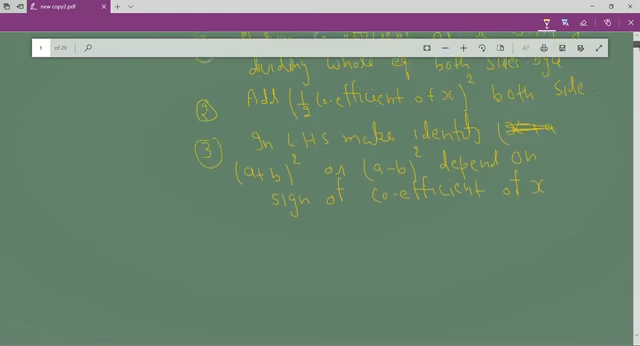 new copy2.pdf
1 of 29
dividing whole eq both sides by a
② Add (1/2 co-efficient of x)² both side.
③ In LHS make identity (
(a+b)² or (a-b)² depend on
sign of co-efficient of x